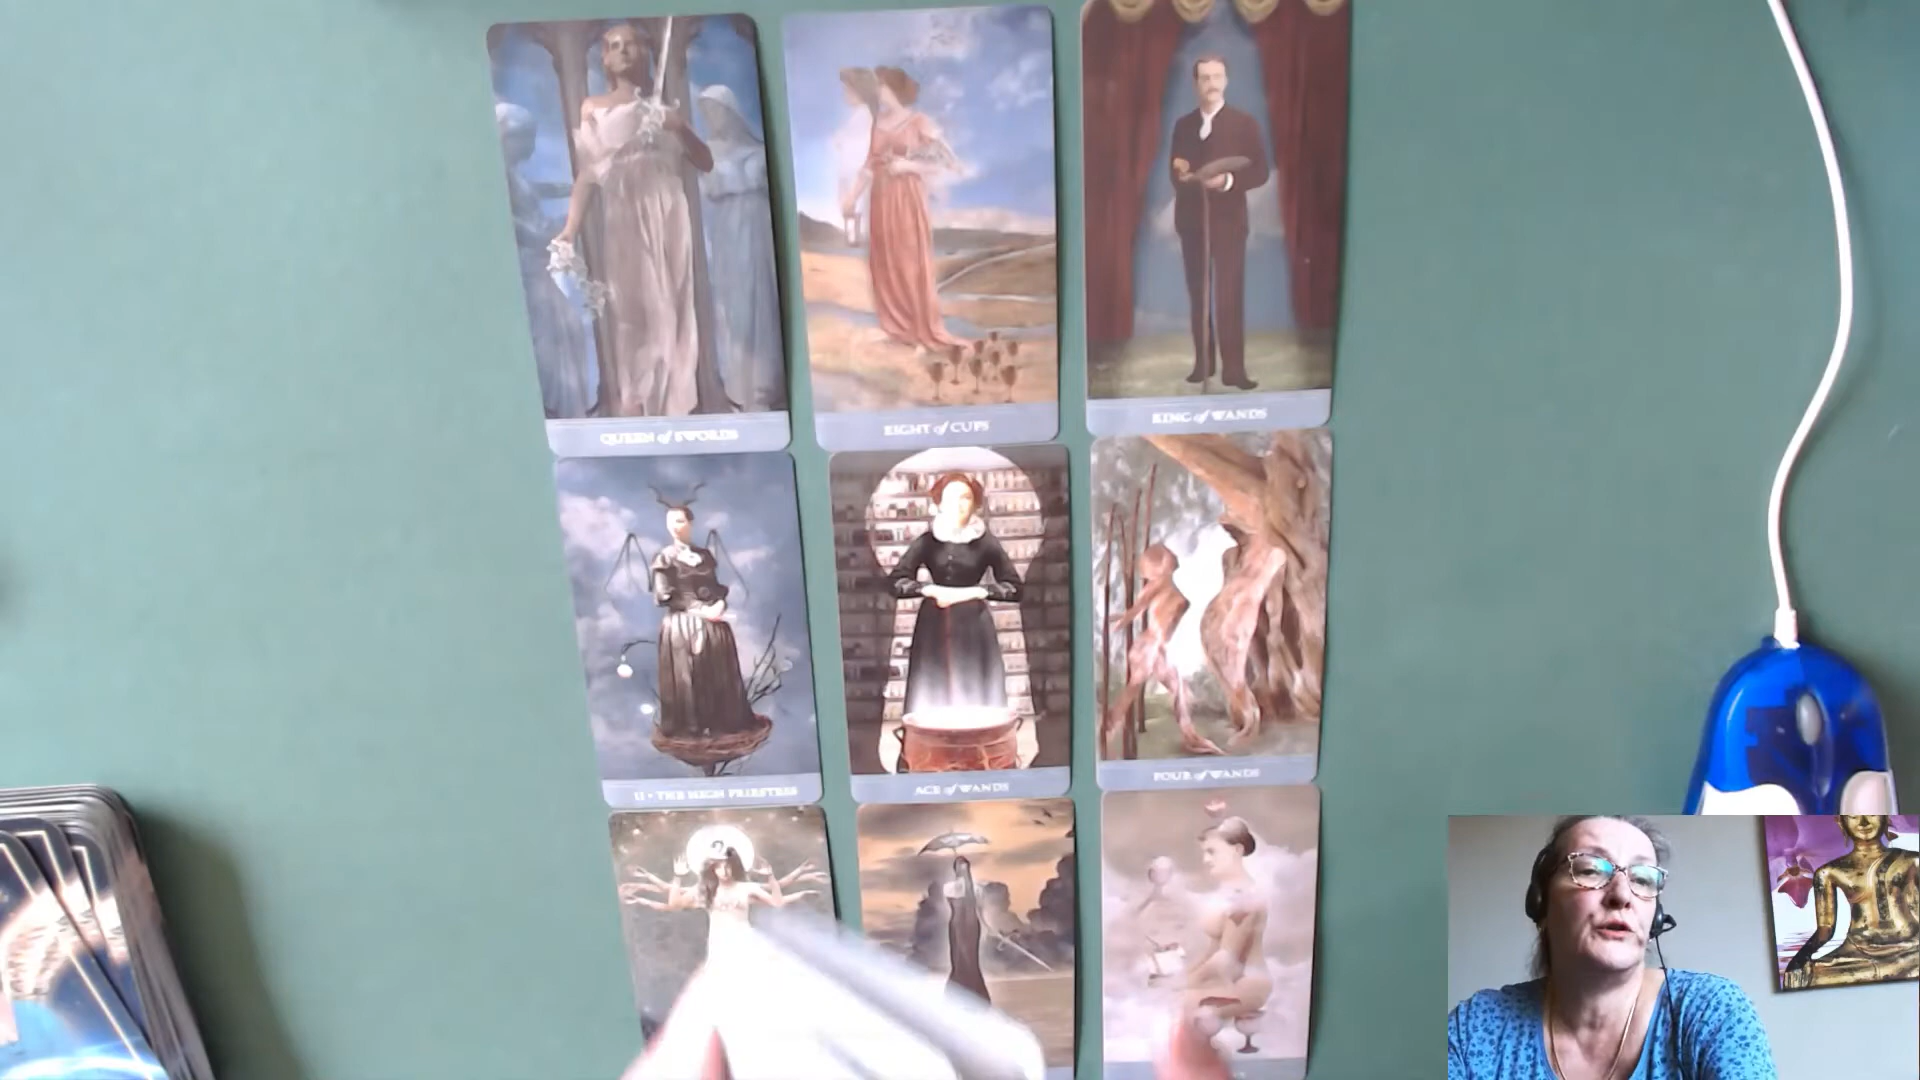 QUEEN of SWORDS
EIGHT of CUPS
KING of WANDS
II • THE HIGH PRIESTESS
ACE of WANDS
FOUR of WANDS